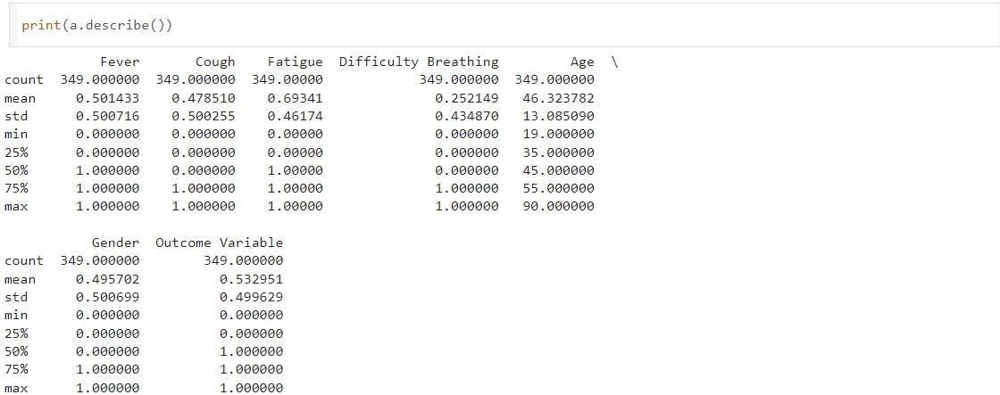 print(a.describe())
Fever Cough Fatigue Difficulty Breathing Age \
count 349.000000 349.000000 349.00000 349.000000 349.000000
mean 0.501433 0.478510 0.69341 0.252149 46.323782
std 0.500716 0.500255 0.46174 0.434870 13.085090
min 0.000000 0.000000 0.00000 0.000000 19.000000
25% 0.000000 0.000000 0.00000 0.000000 35.000000
50% 1.000000 0.000000 1.00000 0.000000 45.000000
75% 1.000000 1.000000 1.00000 1.000000 55.000000
max 1.000000 1.000000 1.00000 1.000000 90.000000
Gender Outcome Variable
count 349.000000 349.000000
mean 0.495702 0.532951
std 0.500699 0.499629
min 0.000000 0.000000
25% 0.000000 0.000000
50% 0.000000 1.000000
75% 1.000000 1.000000
max 1.000000 1.000000